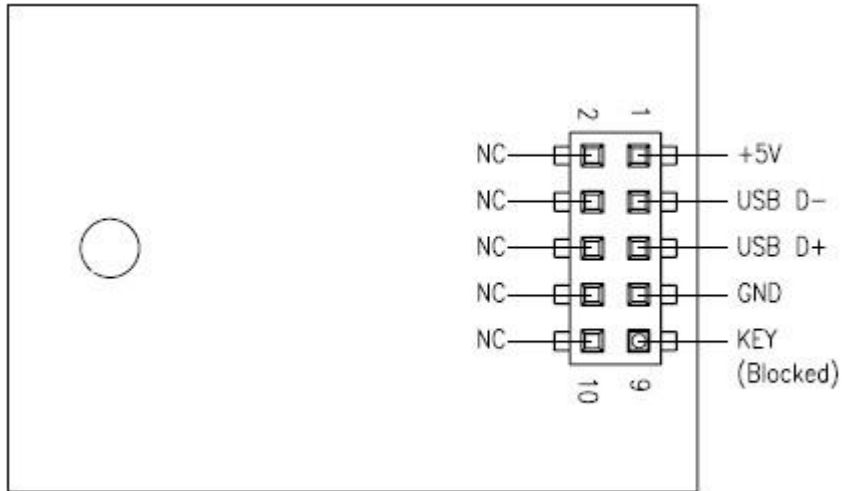 2 1
NC +5V
NC USB D-
NC USB D+
NC GND
NC KEY
(Blocked)
10 9